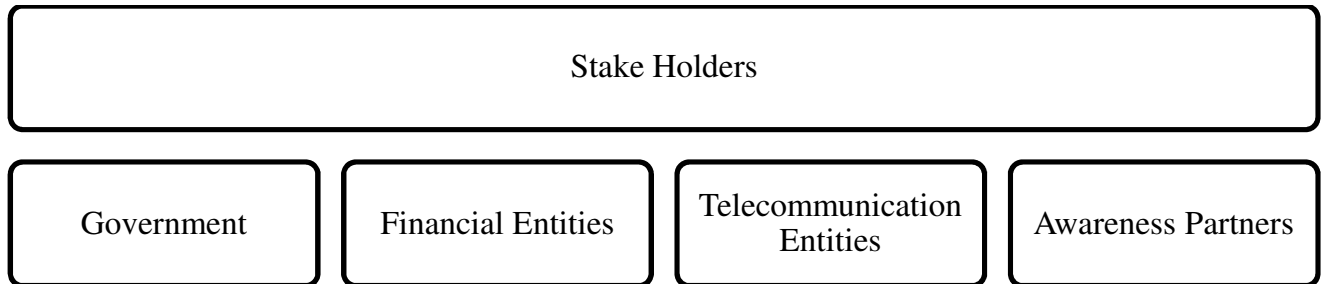 Stake Holders
Government
Financial Entities
Telecommunication
Entities
Awareness Partners